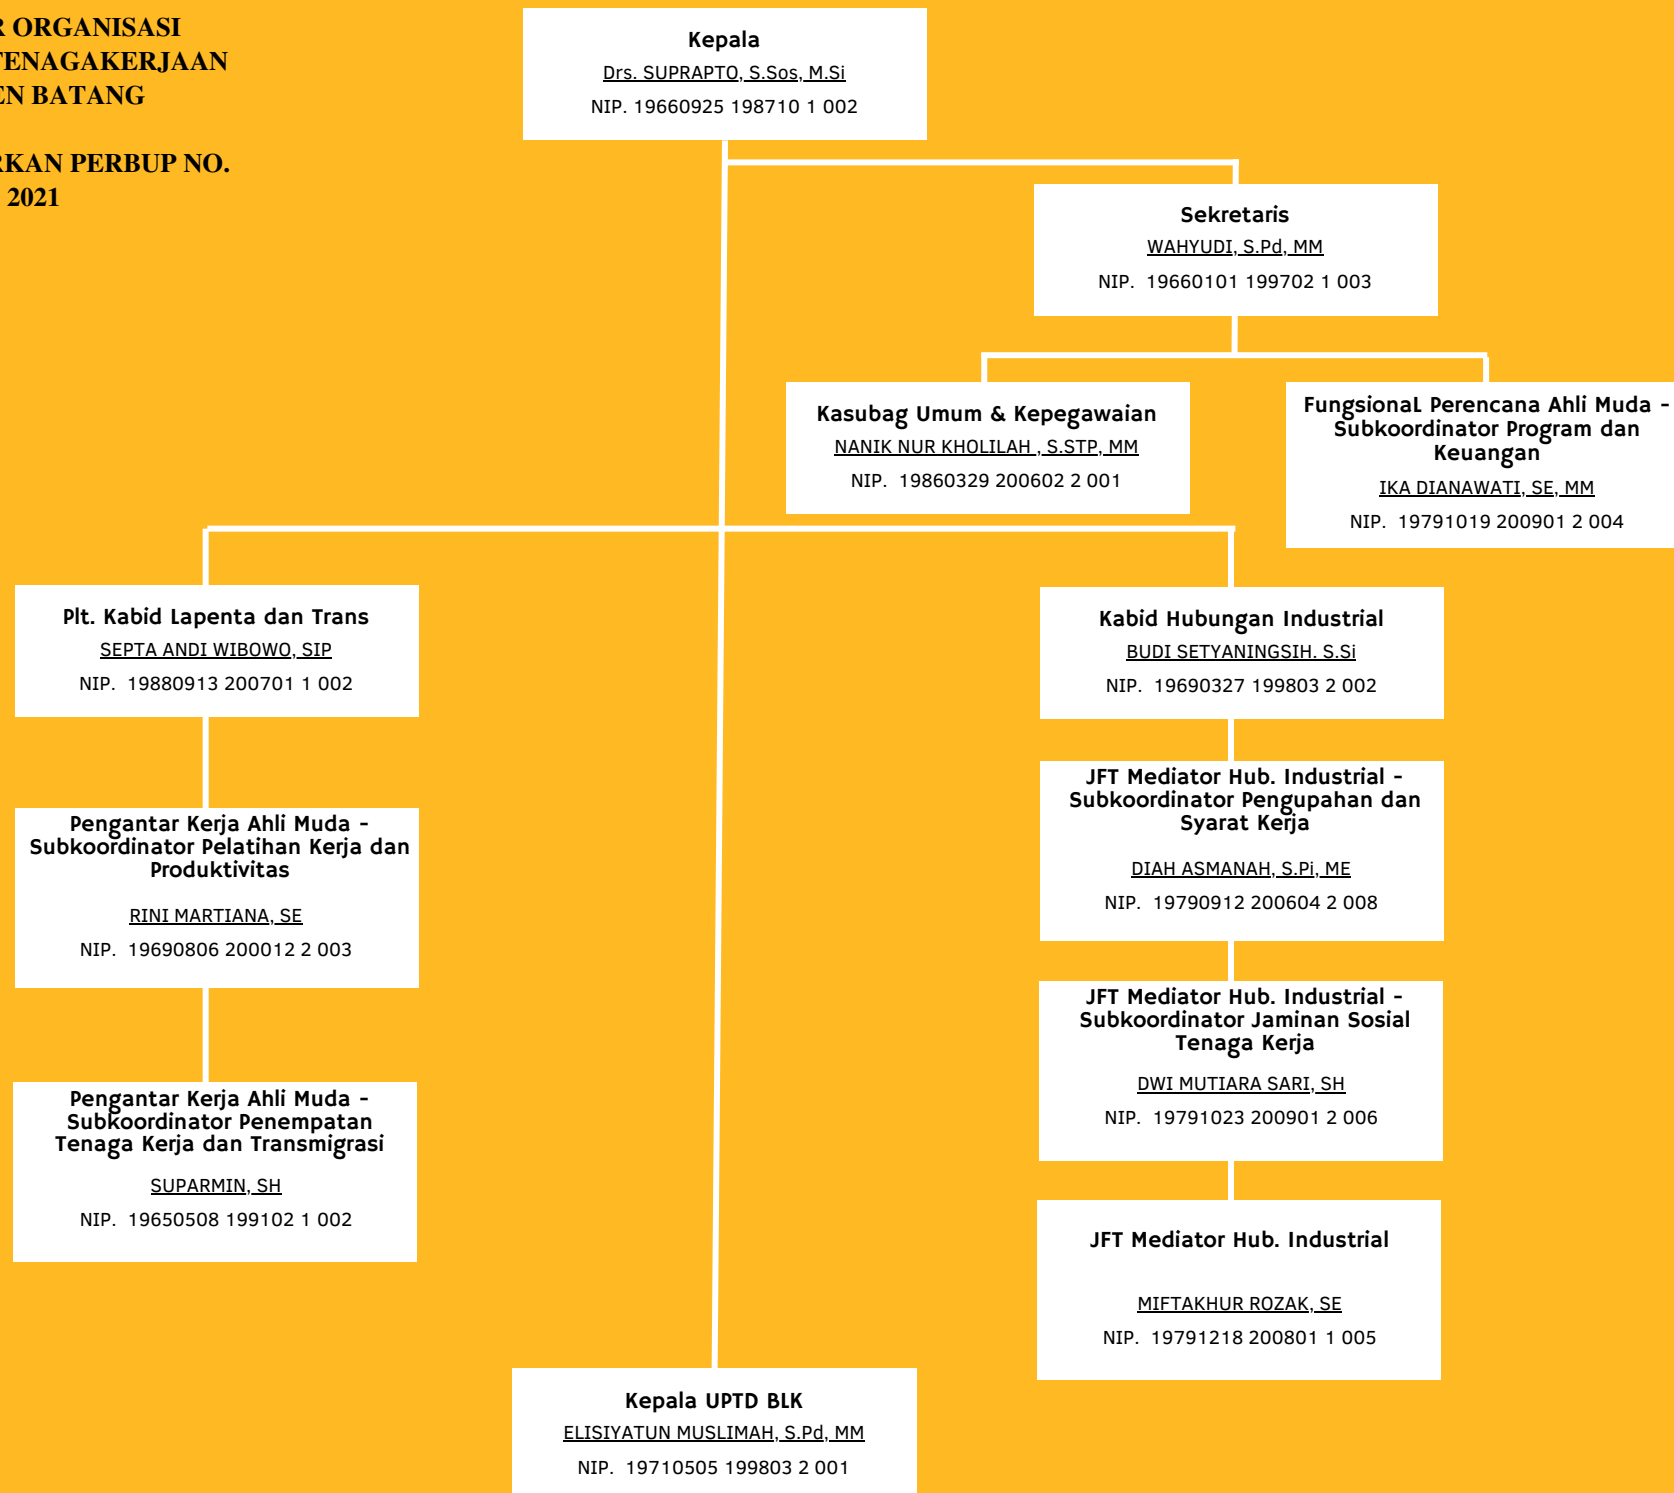 R ORGANISASI
TENAGAKERJAAN
EN BATANG
RKAN PERBUP NO.
2021
Kepala
Drs. SUPRAPTO, S.Sos, M.Si
NIP. 19660925 198710 1 002
Sekretaris
WAHYUDI, S.Pd, MM
NIP. 19660101 199702 1 003
Kasubag Umum & Kepegawaian
NANIK NUR KHOLILAH , S.STP, MM
NIP. 19860329 200602 2 001
FungsionaL Perencana Ahli Muda -
Subkoordinator Program dan
Keuangan
IKA DIANAWATI, SE, MM
NIP. 19791019 200901 2 004
Plt. Kabid Lapenta dan Trans
SEPTA ANDI WIBOWO, SIP
NIP. 19880913 200701 1 002
Kabid Hubungan Industrial
BUDI SETYANINGSIH. S.Si
NIP. 19690327 199803 2 002
Pengantar Kerja Ahli Muda -
Subkoordinator Pelatihan Kerja dan
Produktivitas
RINI MARTIANA, SE
NIP. 19690806 200012 2 003
JFT Mediator Hub. Industrial -
Subkoordinator Pengupahan dan
Syarat Kerja
DIAH ASMANAH, S.Pi, ME
NIP. 19790912 200604 2 008
JFT Mediator Hub. Industrial -
Subkoordinator Jaminan Sosial
Tenaga Kerja
DWI MUTIARA SARI, SH
NIP. 19791023 200901 2 006
Pengantar Kerja Ahli Muda -
Subkoordinator Penempatan
Tenaga Kerja dan Transmigrasi
SUPARMIN, SH
NIP. 19650508 199102 1 002
JFT Mediator Hub. Industrial
MIFTAKHUR ROZAK, SE
NIP. 19791218 200801 1 005
Kepala UPTD BLK
ELISIYATUN MUSLIMAH, S.Pd, MM
NIP. 19710505 199803 2 001